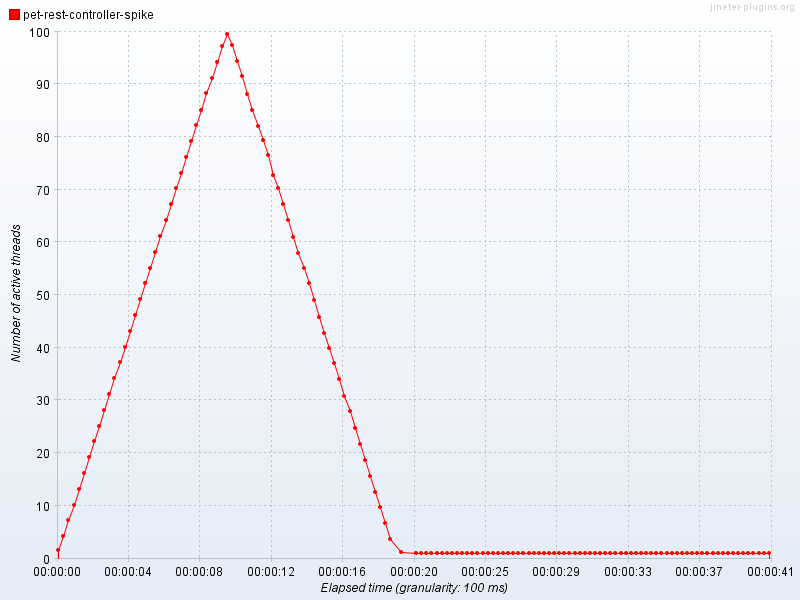 pet-rest-controller-spike
jmeter-plugins.org
100
90
80
70
60
50
40
30
20
10
0
Number of active threads
00:00:00 00:00:04 00:00:08 00:00:12 00:00:16 00:00:20 00:00:25 00:00:29 00:00:33 00:00:37 00:00:41
Elapsed time (granularity: 100 ms)